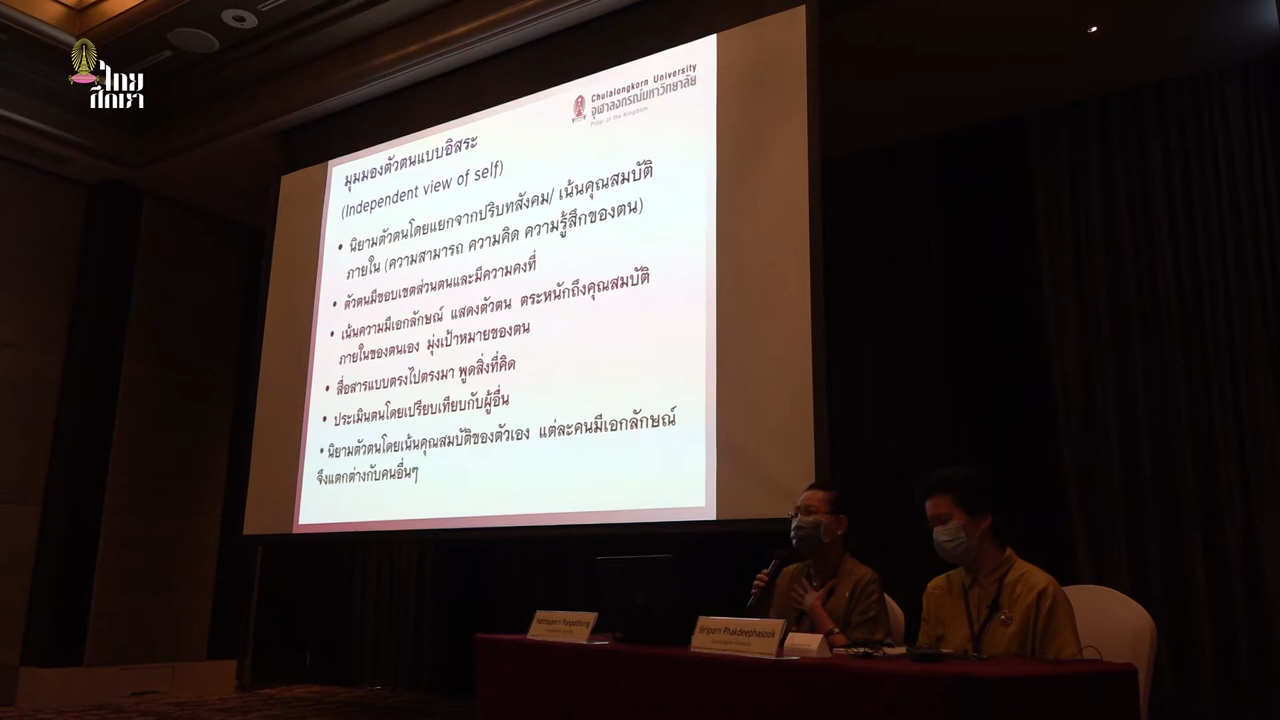 ไทย
ศึกษา
Chulalongkorn University
จุฬาลงกรณ์มหาวิทยาลัย
Pillar of the Kingdom
มุมมองตัวตนแบบอิสระ
(Independent view of self)
• นิยามตัวตนโดยแยกจากปริบทสังคม/ เน้นคุณสมบัติ
ภายใน (ความสามารถ ความคิด ความรู้สึกของตน)
• ตัวตนมีขอบเขตส่วนตนและมีความคงที่
• เน้นความมีเอกลักษณ์ แสดงตัวตน ตระหนักถึงคุณสมบัติ
ภายในของตนเอง มุ่งเป้าหมายของตน
• สื่อสารแบบตรงไปตรงมา พูดสิ่งที่คิด
• ประเมินตนโดยเปรียบเทียบกับผู้อื่น
• นิยามตัวตนโดยเน้นคุณสมบัติของตัวเอง แต่ละคนมีเอกลักษณ์
จึงแตกต่างกับคนอื่นๆ
Natthaporn Panpothong
Siriporn Phakdeephasook